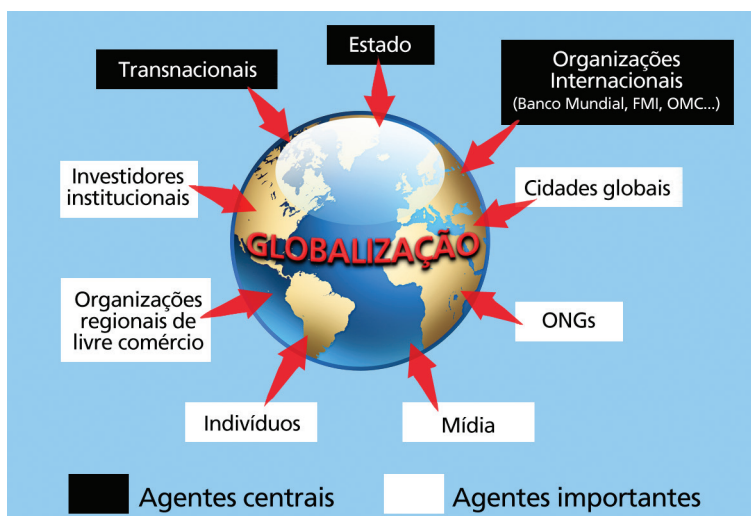 Estado
Transnacionais
Organizações
Internacionais
(Banco Mundial, FMI, OMC...)
Investidores
institucionais
Cidades globais
GLOBALIZAÇÃO
Organizações
regionais de
livre comércio
ONGs
Indivíduos
Mídia
Agentes centrais
Agentes importantes